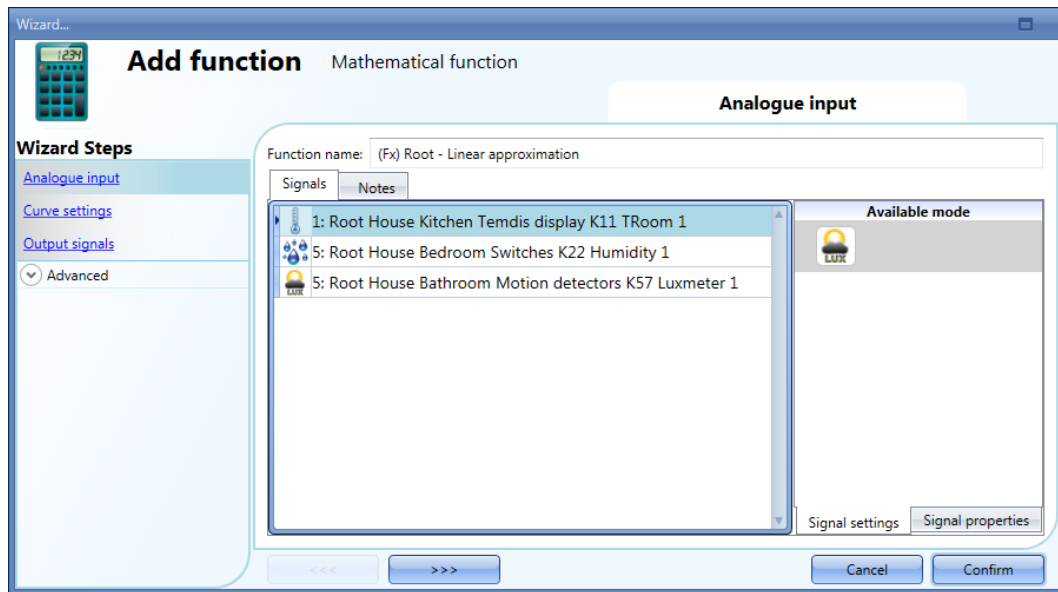 Wizard...
1234
Add function
Mathematical function
Analogue input
Wizard Steps
Analogue input
Curve settings
Output signals
Advanced
Function name: (Fx) Root - Linear approximation
Signals
Notes
1: Root House Kitchen Temdis display K11 TRoom 1
5: Root House Bedroom Switches K22 Humidity 1
LUX
5: Root House Bathroom Motion detectors K57 Luxmeter 1
Available mode
LUX
Signal settings
Signal properties
<<<
>>>
Cancel
Confirm